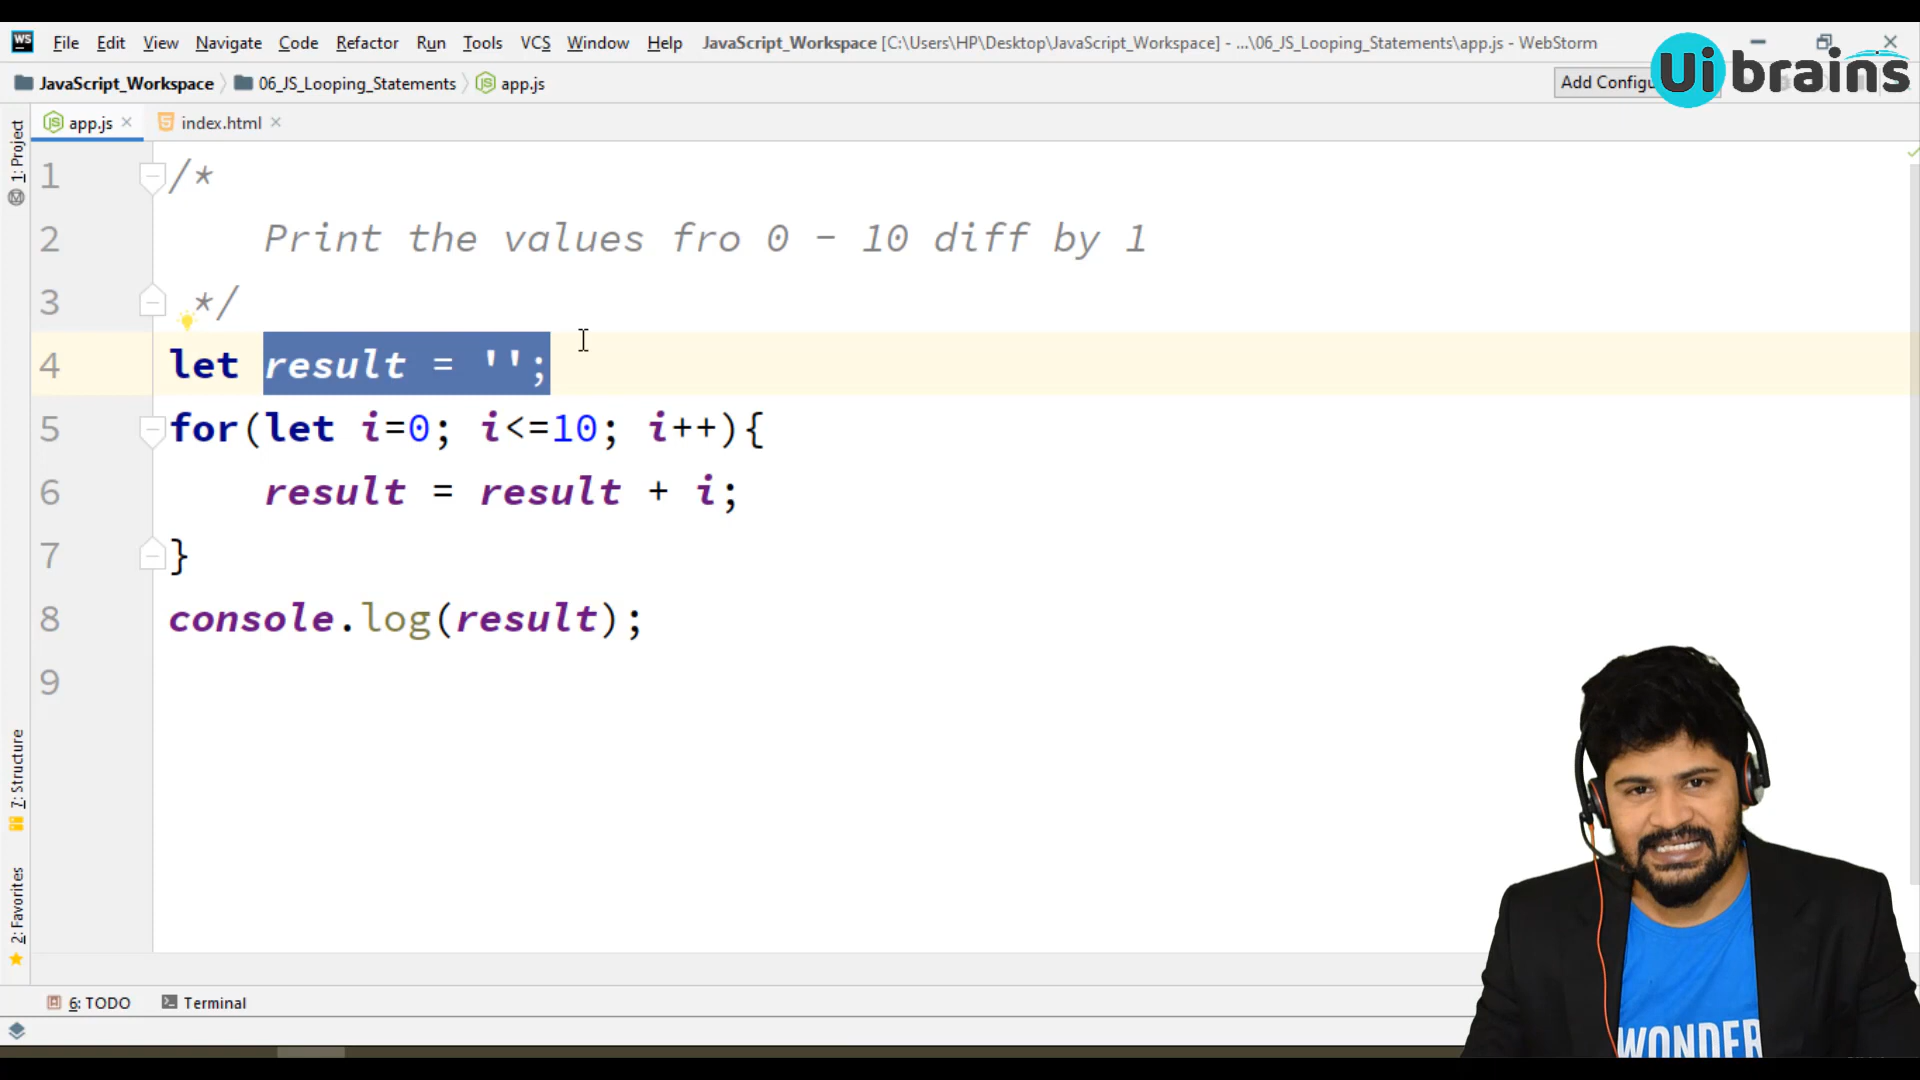 WS File Edit View Navigate Code Refactor Run Tools VCS Window Help JavaScript_Workspace [C:\Users\HP\Desktop\JavaScript_Workspace] - ...\06_JS_Looping_Statements\app.js - WebStorm
Ui brains
JavaScript_Workspace 06_JS_Looping_Statements app.js Add Configu
app.js index.html
1: Project
1 /*
2 Print the values fro 0 - 10 diff by 1
3 */
4 let result = '';
5 for(let i=0; i<=10; i++){
6 result = result + i;
7 }
8 console.log(result);
9
7: Structure
2: Favorites
6: TODO Terminal
WONDER